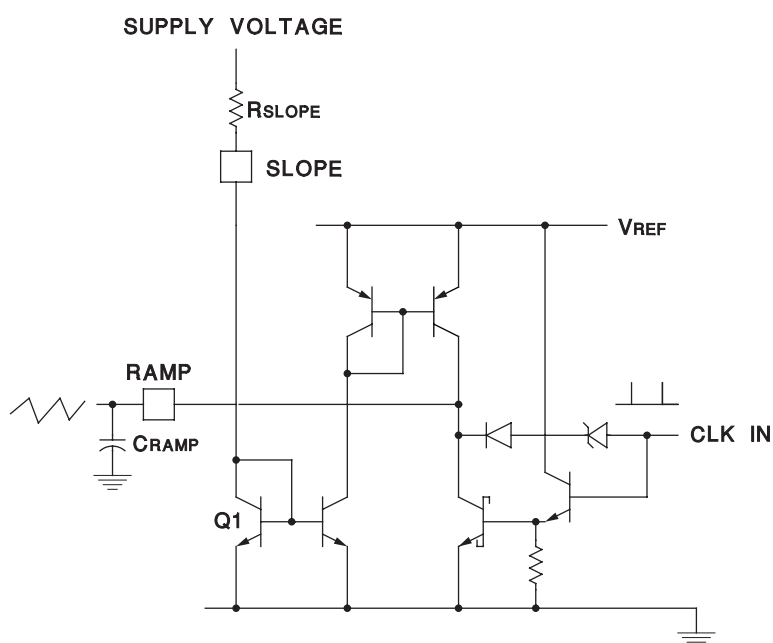 SUPPLY VOLTAGE
RSLOPE
SLOPE
VREF
RAMP
CRAMP
CLK IN
Q1